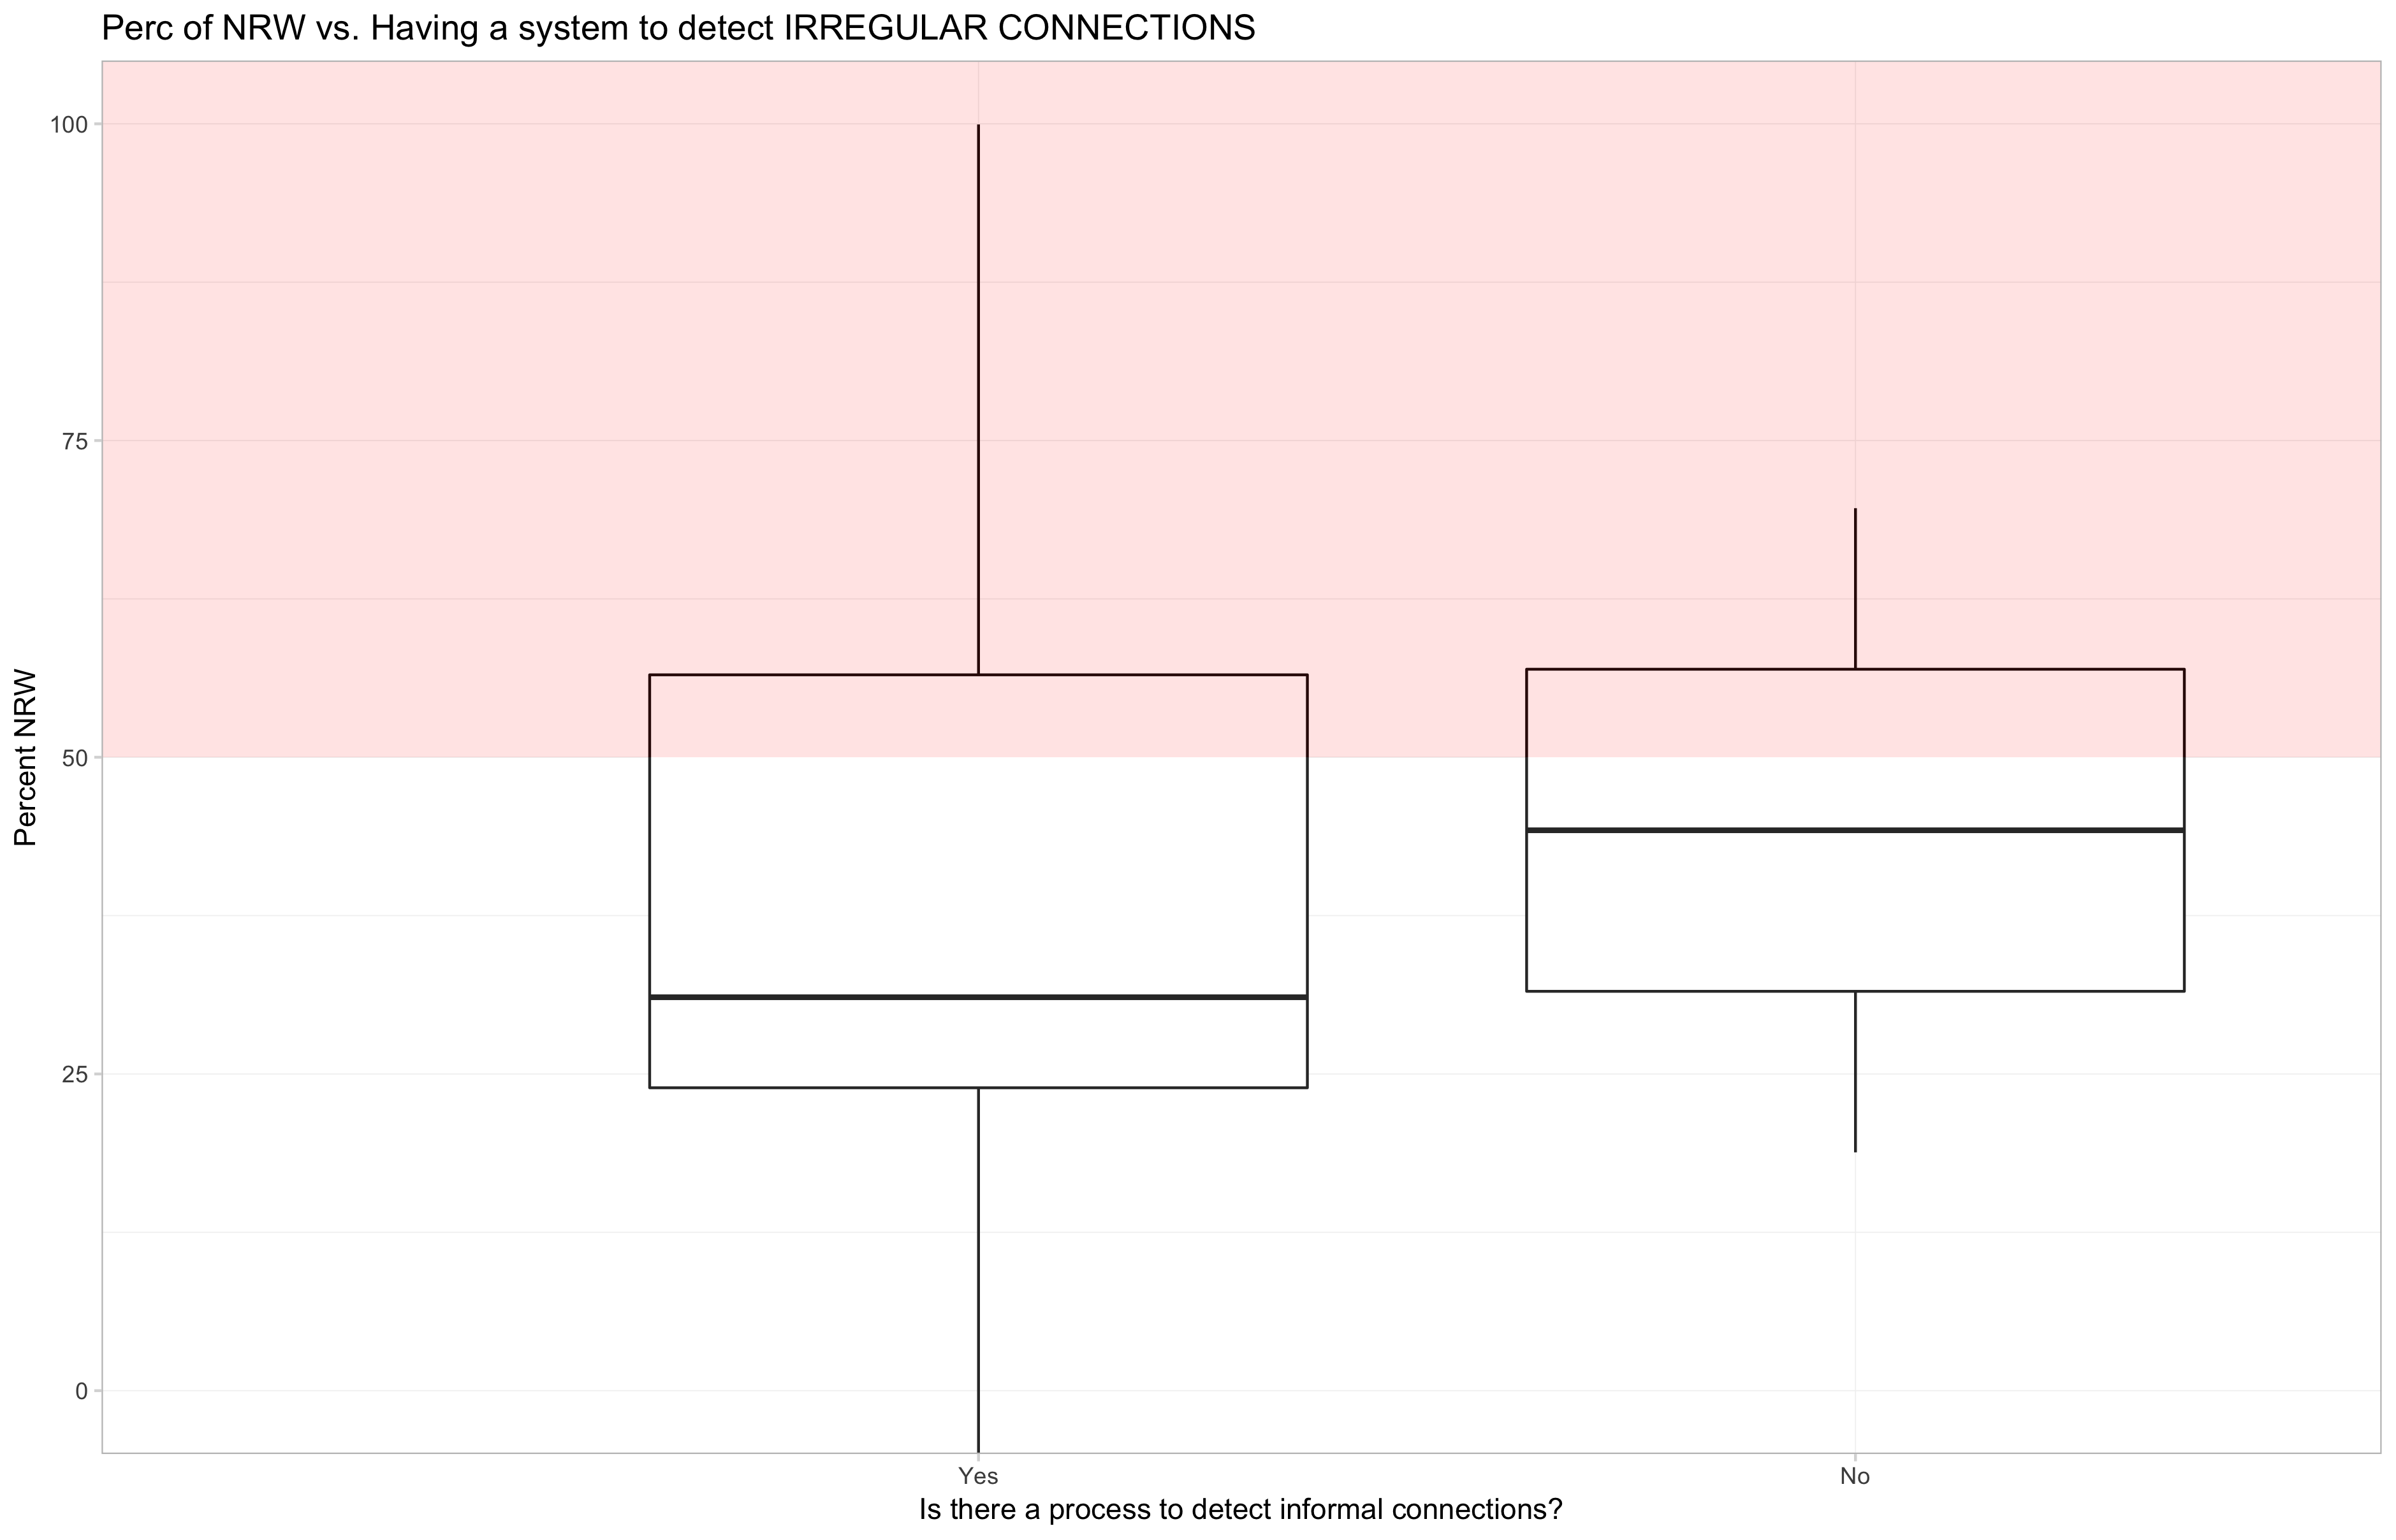 Perc of NRW vs. Having a system to detect IRREGULAR CONNECTIONS
100
75
50
25
0
Percent NRW
Yes
No
Is there a process to detect informal connections?